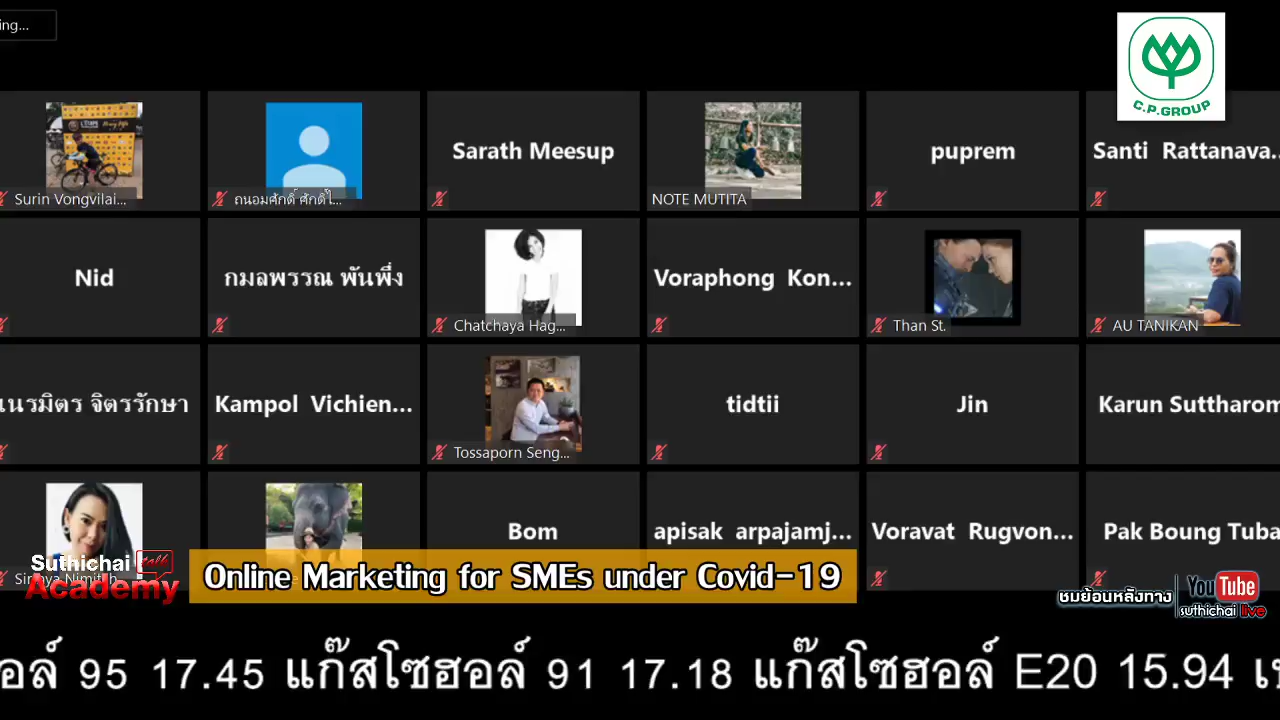 ing...
C.P.GROUP
Surin Vongvilai...
ถนอมศักดิ์ ศักดิ์ไ...
Sarath Meesup
NOTE MUTITA
puprem
Santi Rattanava...
Nid
กมลพรรณ พันพึ่ง
Chatchaya Hag...
Voraphong Kon...
Than St.
AU TANIKAN
เนรมิตร จิตรรักษา
Kampol Vichien...
Tossaporn Seng...
tidtii
Jin
Karun Suttharom
Bom
apisak arpajamj...
Voravat Rugvon...
Pak Boung Tuba
Suthichai talk
Academy
Online Marketing for SMEs under Covid-19
ชมย้อนหลังทาง
YouTube
suthichai live
อล์ 95 17.45 แก๊สโซฮอล์ 91 17.18 แก๊สโซฮอล์ E20 15.94